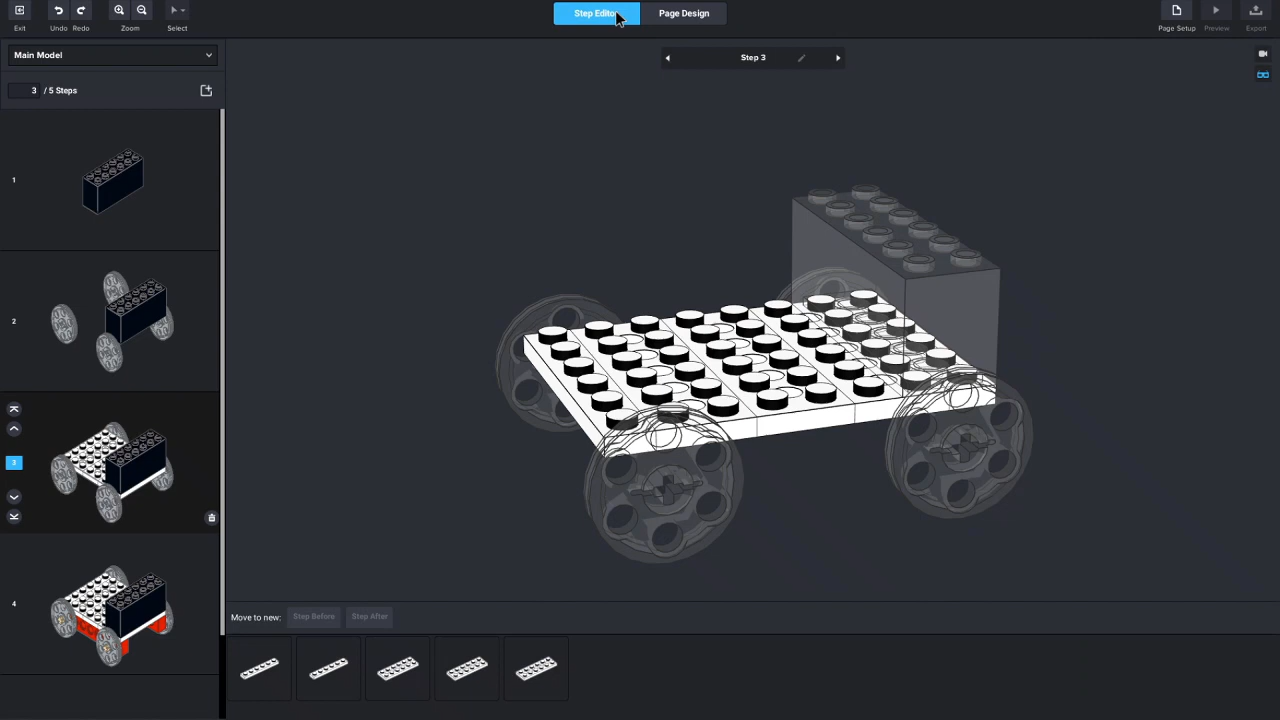 Exit
Undo
Redo
Zoom
Select
Step Editor
Page Design
Page Setup
Preview
Export
Main Model
3 / 5 Steps
Step 3
1
2
3
4
Move to new:
Step Before
Step After